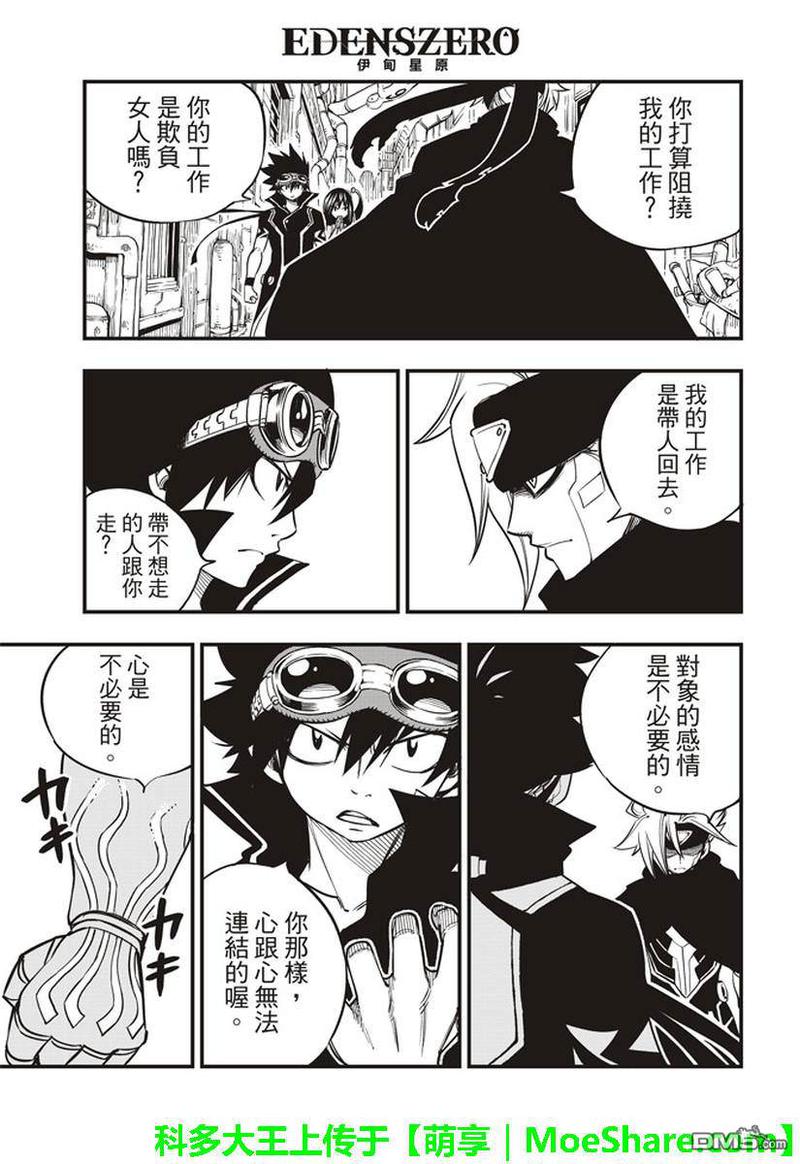 EDENSZERO
伊甸星原
你打算阻撓
我的工作？
你的工作
是欺負
女人嗎？
我的工作
是帶人回去。
帶不想走
的人跟你
走？
對象的感情
是不必要的。
你那樣，
心跟心無法
連結的喔。
心是
不必要的。
カキ
カキ
科多大王上传于【萌享｜MoeShare.com】